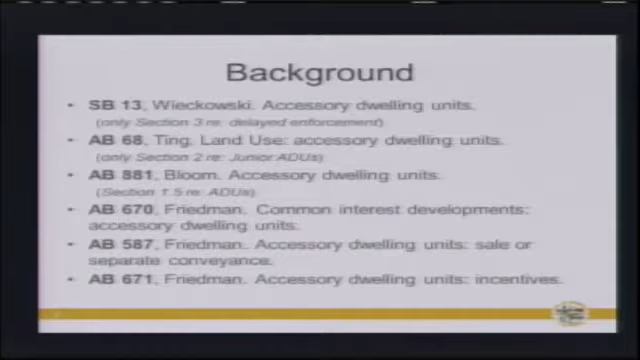 Background
• SB 13, Wieckowski. Accessory dwelling units.
(only Section 3 re: delayed enforcement)
• AB 68, Ting. Land Use: accessory dwelling units.
(only Section 2 re: Junior ADUs)
• AB 881, Bloom. Accessory dwelling units.
(Section 1.5 re: ADUs)
• AB 670, Friedman. Common interest developments:
accessory dwelling units.
• AB 587, Friedman. Accessory dwelling units: sale or
separate conveyance.
• AB 671, Friedman. Accessory dwelling units: incentives.